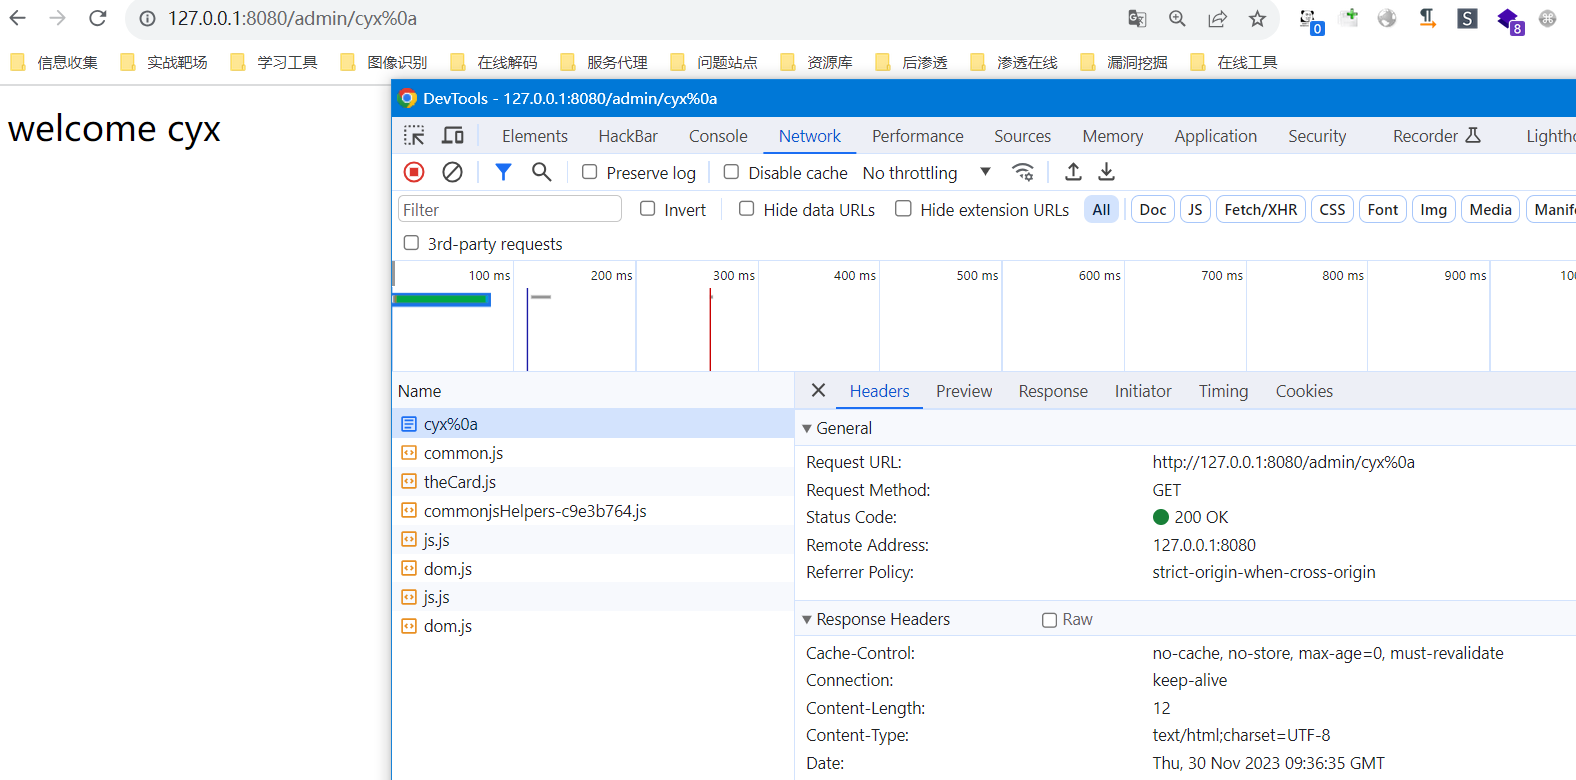 127.0.0.1:8080/admin/cyx%0a
0
S
8
信息收集 实战靶场 学习工具 图像识别 在线解码 服务代理 问题站点 资源库 后渗透 渗透在线 漏洞挖掘 在线工具
welcome cyx
DevTools - 127.0.0.1:8080/admin/cyx%0a
Elements HackBar Console Network Performance Sources Memory Application Security Recorder Lightho
Preserve log Disable cache No throttling
Filter Invert Hide data URLs Hide extension URLs All Doc JS Fetch/XHR CSS Font Img Media Manife
3rd-party requests
100 ms 200 ms 300 ms 400 ms 500 ms 600 ms 700 ms 800 ms 900 ms 100
Name
cyx%0a
common.js
theCard.js
commonjsHelpers-c9e3b764.js
js.js
dom.js
js.js
dom.js
Headers Preview Response Initiator Timing Cookies
General
Request URL: http://127.0.0.1:8080/admin/cyx%0a
Request Method: GET
Status Code: 200 OK
Remote Address: 127.0.0.1:8080
Referrer Policy: strict-origin-when-cross-origin
Response Headers Raw
Cache-Control: no-cache, no-store, max-age=0, must-revalidate
Connection: keep-alive
Content-Length: 12
Content-Type: text/html;charset=UTF-8
Date: Thu, 30 Nov 2023 09:36:35 GMT